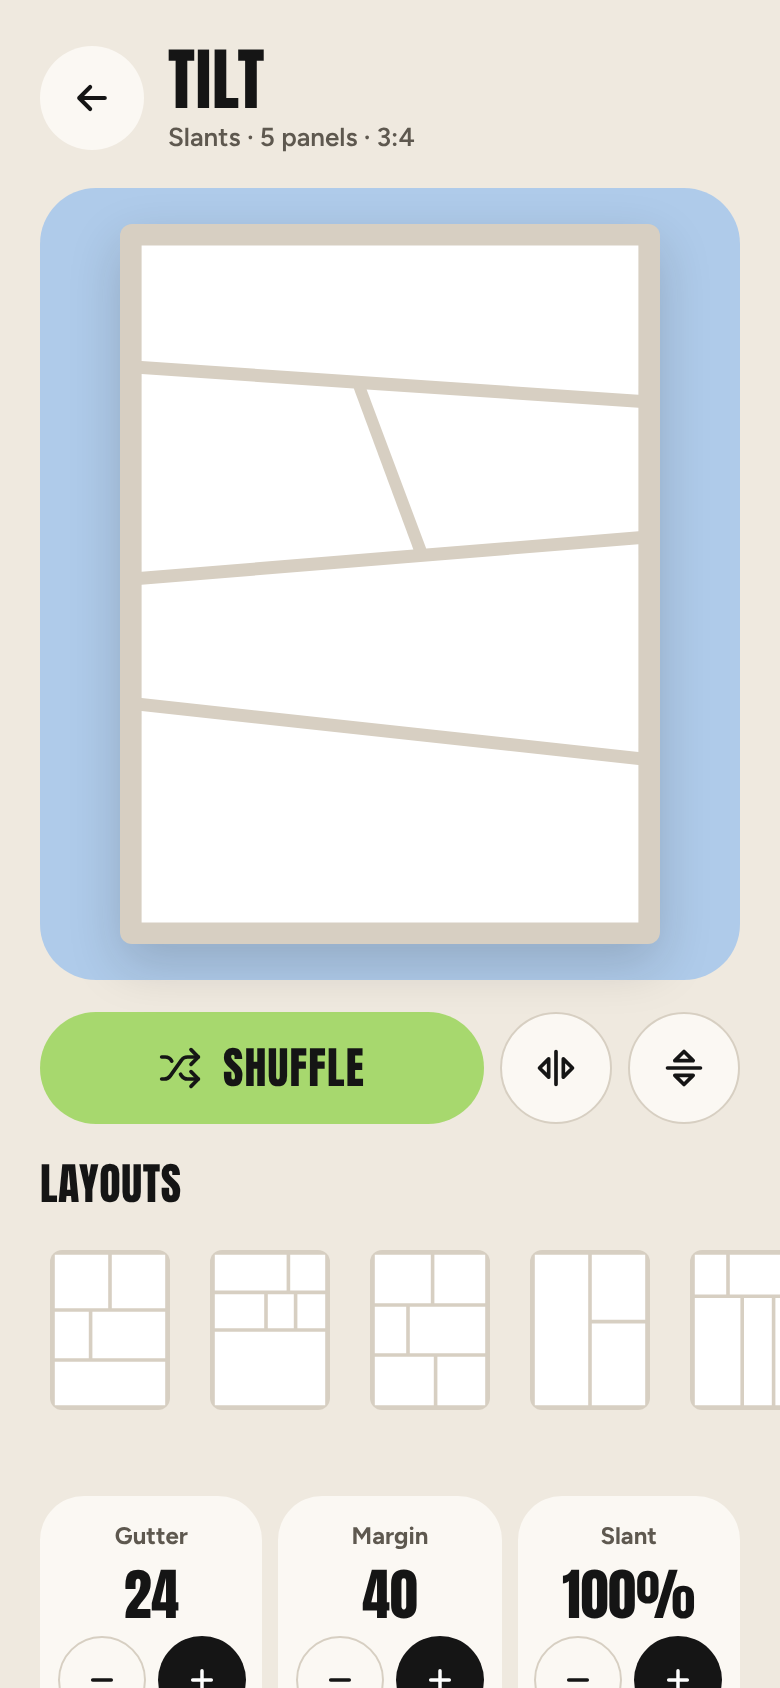 TILT
Slants · 5 panels · 3:4
SHUFFLE
LAYOUTS
Gutter
24
Margin
40
Slant
100%